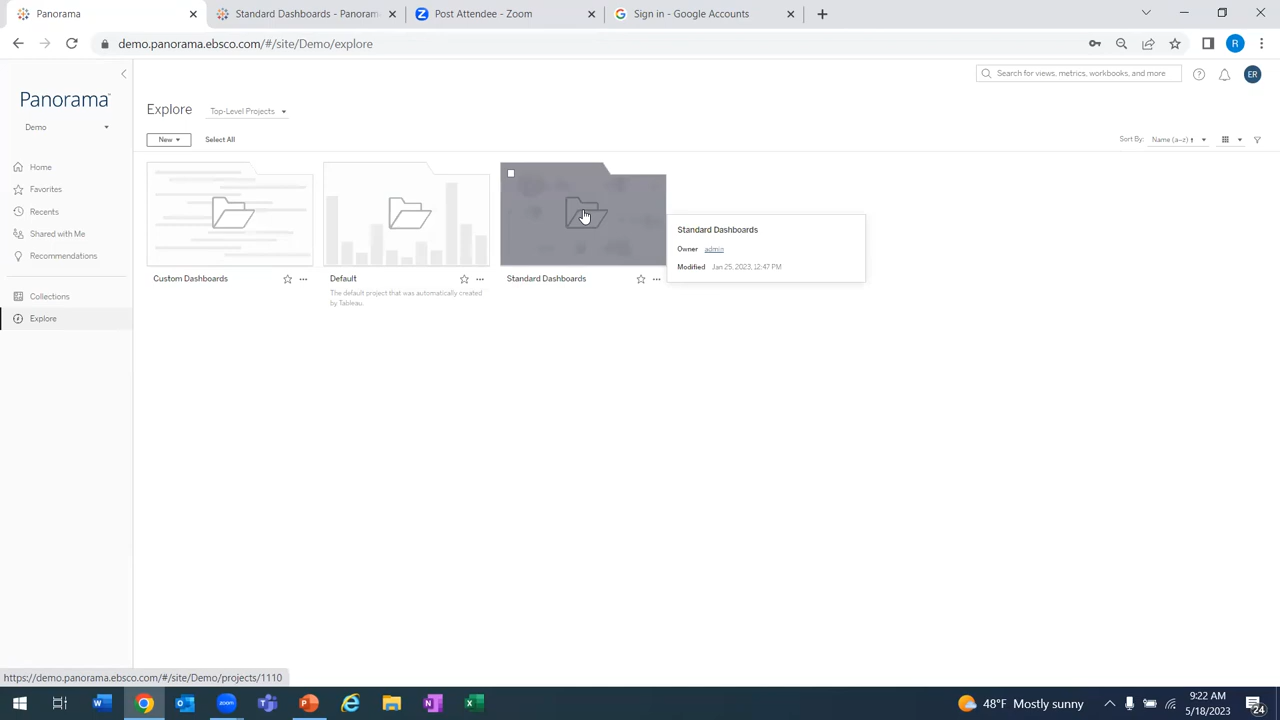 Panorama
Standard Dashboards - Panoram
Post Attendee - Zoom
Sign in - Google Accounts
demo.panorama.ebsco.com/#/site/Demo/explore
R
Search for views, metrics, workbooks, and more
ER
Panorama
Demo
Home
Favorites
Recents
Shared with Me
Recommendations
Collections
Explore
Explore
Top-Level Projects
New
Select All
Sort By:
Name (a–z)
Custom Dashboards
Default
The default project that was automatically created
by Tableau.
Standard Dashboards
Standard Dashboards
Owner admin
Modified Jan 25, 2023, 12:47 PM
https://demo.panorama.ebsco.com/#/site/Demo/projects/1110
zoom
48°F Mostly sunny
9:22 AM
5/18/2023
24